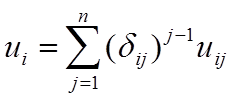 $u_i = \sum_{j=1}^{n} (\delta_{ij})^{j-1} u_{ij}$